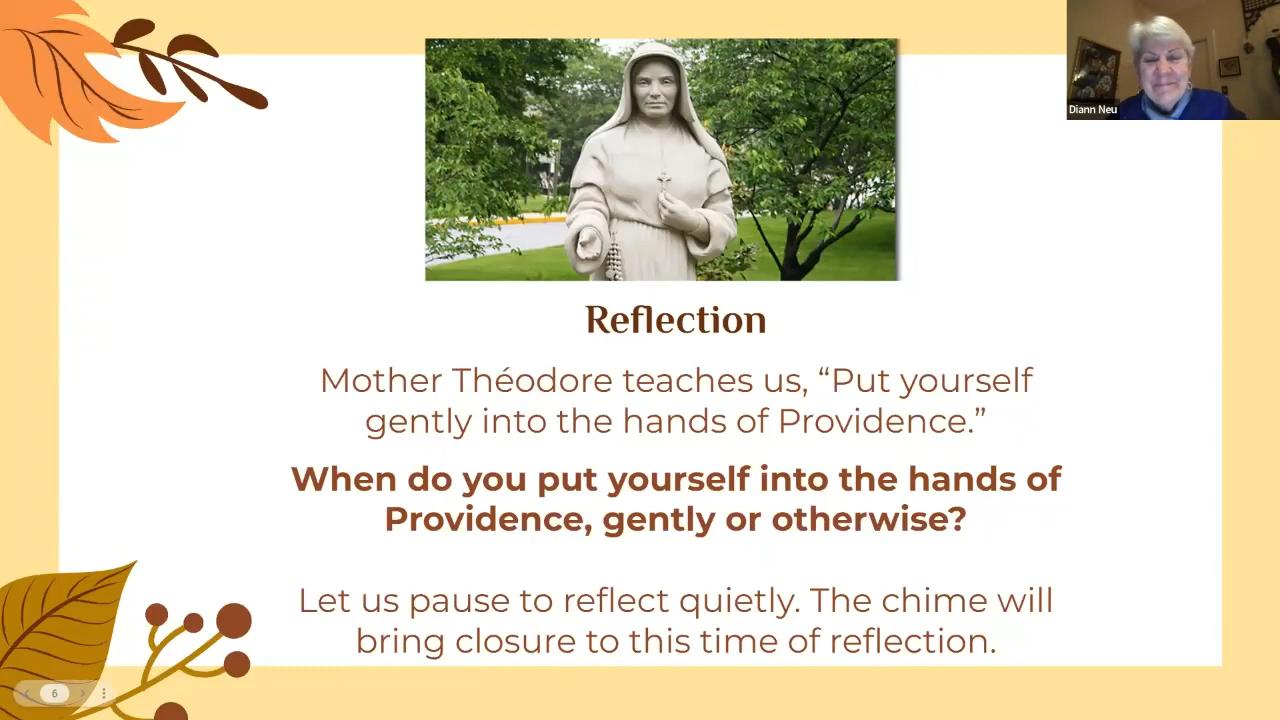 Diann Neu
Reflection
Mother Théodore teaches us, “Put yourself
gently into the hands of Providence.”
When do you put yourself into the hands of
Providence, gently or otherwise?
Let us pause to reflect quietly. The chime will
bring closure to this time of reflection.
6